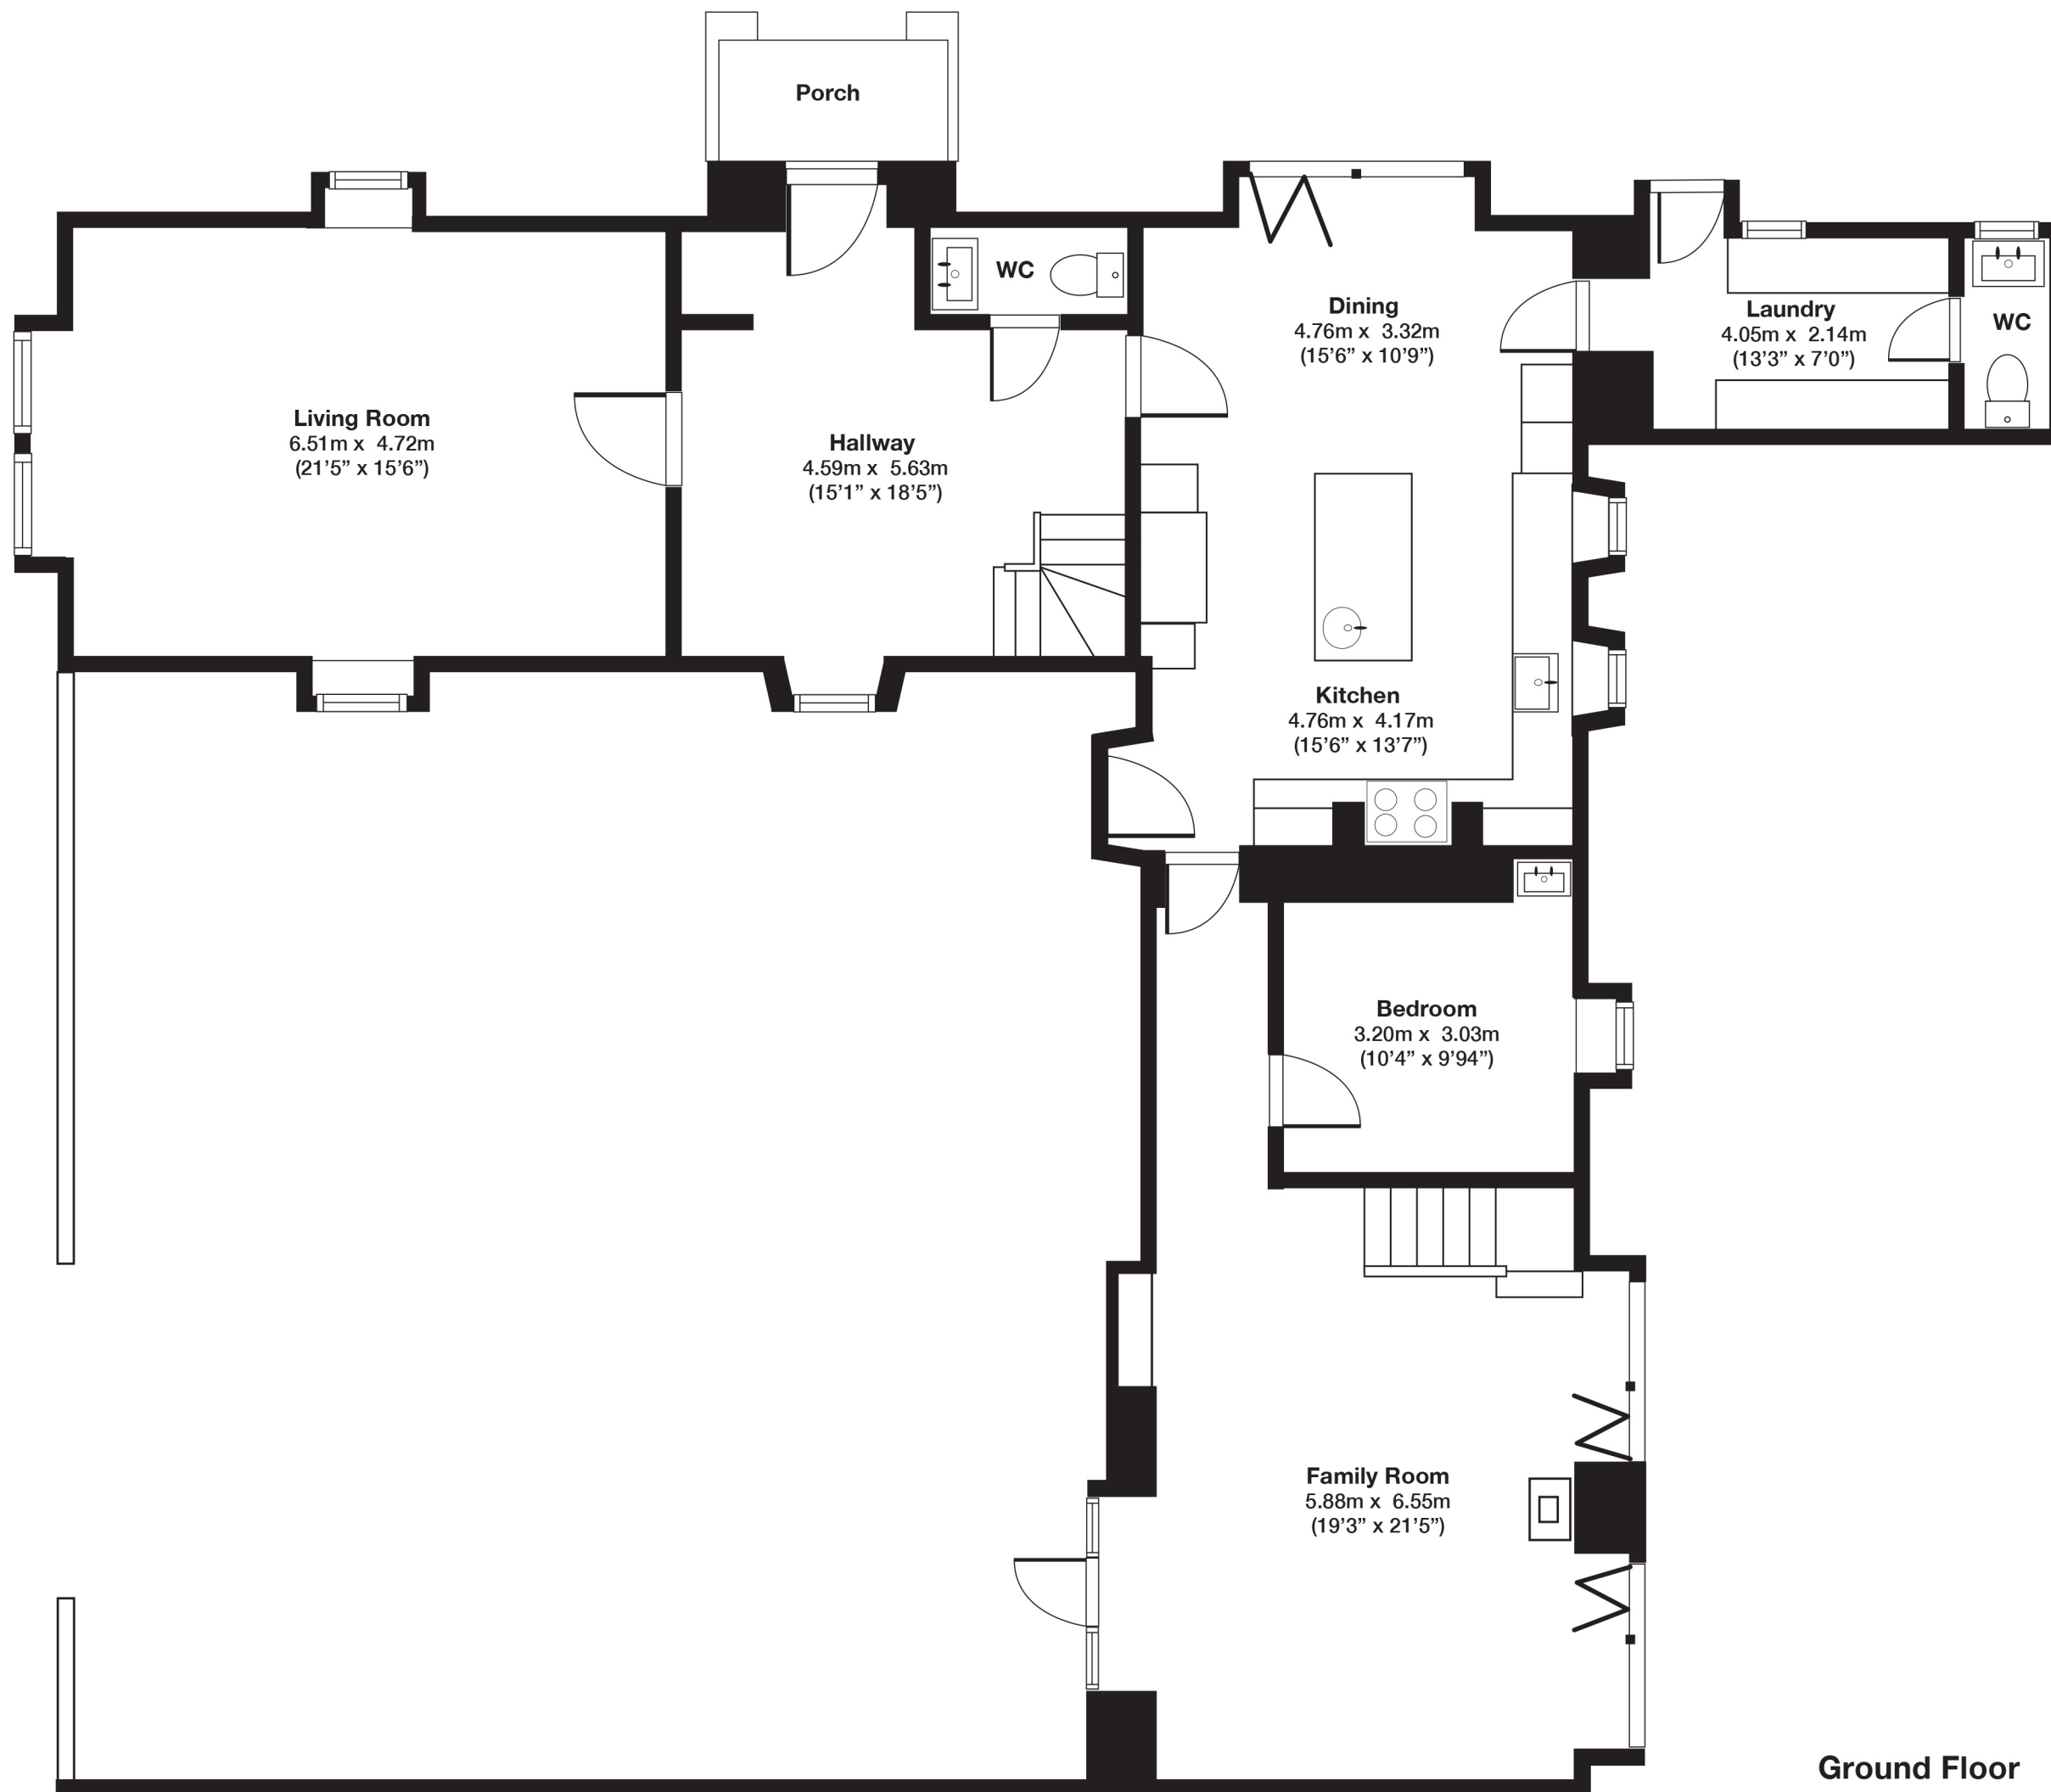 Porch
WC
Dining
4.76m x 3.32m
(15’6” x 10’9”)
Laundry
4.05m x 2.14m
(13’3” x 7’0”)
WC
Living Room
6.51m x 4.72m
(21’5” x 15’6”)
Hallway
4.59m x 5.63m
(15’1” x 18’5”)
Kitchen
4.76m x 4.17m
(15’6” x 13’7”)
Bedroom
3.20m x 3.03m
(10’4” x 9’94”)
Family Room
5.88m x 6.55m
(19’3” x 21’5”)
Ground Floor